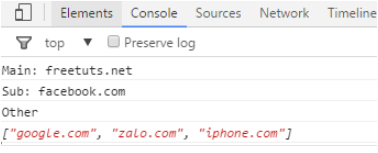 Elements Console Sources Network Timeline
top Preserve log
Main: freetuts.net
Sub: facebook.com
Other
["google.com", "zalo.com", "iphone.com"]